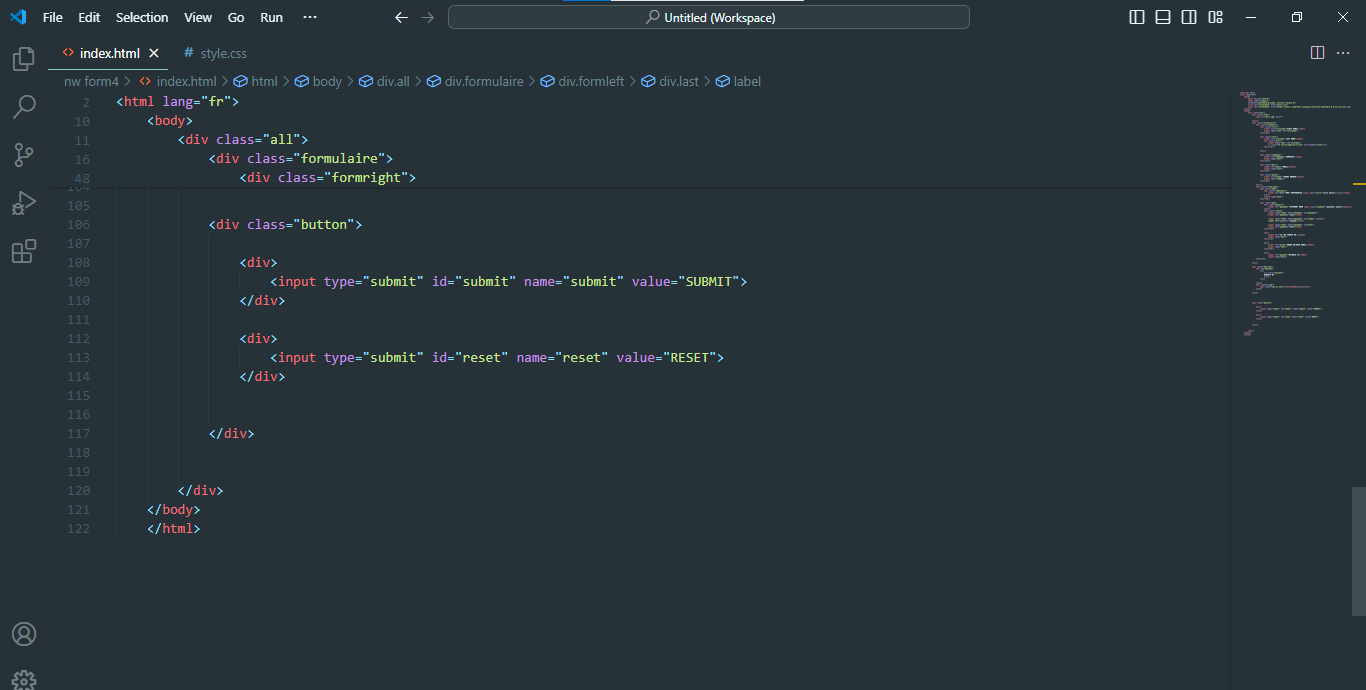 File Edit Selection View Go Run ··· Untitled (Workspace)
index.html # style.css
nw form4 > index.html > html > body > div.all > div.formulaire > div.formleft > div.last > label
2 <html lang="fr">
10 <body>
11 <div class="all">
16 <div class="formulaire">
48 <div class="formright">
104
105
106 <div class="button">
107
108 <div>
109 <input type="submit" id="submit" name="submit" value="SUBMIT">
110 </div>
111
112 <div>
113 <input type="submit" id="reset" name="reset" value="RESET">
114 </div>
115
116
117 </div>
118
119
120 </div>
121 </body>
122 </html>